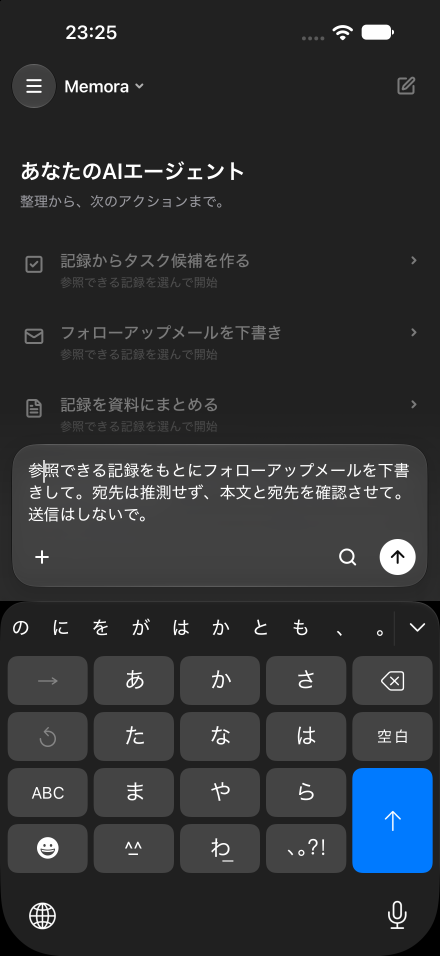 23:25
Memora
あなたのAIエージェント
整理から、次のアクションまで。
記録からタスク候補を作る
参照できる記録を選んで開始
フォローアップメールを下書き
参照できる記録を選んで開始
記録を資料にまとめる
参照できる記録を選んで開始
参照できる記録をもとにフォローアップメールを下書
きして。宛先は推測せず、本文と宛先を確認させて。
送信はしないで。
の に を が は か と も 、 。
→ あ か さ
た な は 空白
ABC ま や ら
^^ わ 、。?!